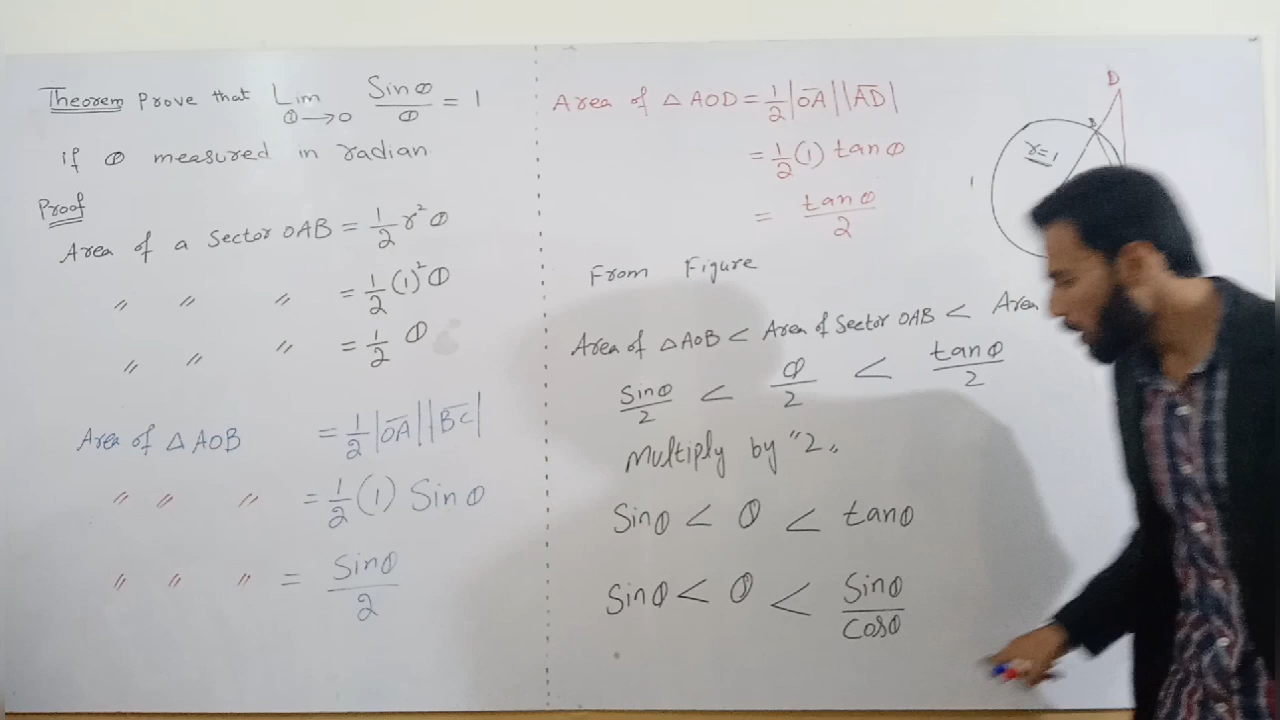 Theorem Prove that Lim θ→0 Sinθ/θ = 1
if θ measured in radian
Proof
Area of a Sector OAB = 1/2 r² θ
" " " = 1/2 (1)² θ
" " " = 1/2 θ
Area of △AOB = 1/2 |OA| |BC|
" " " = 1/2 (1) Sinθ
" " " = Sinθ/2
Area of △AOD = 1/2 |OA| |AD|
= 1/2 (1) tanθ
= tanθ/2
From Figure
Area of △AOB < Area of Sector OAB < Area
Sinθ/2 < θ/2 < tanθ/2
Multiply by "2"
Sinθ < θ < tanθ
Sinθ < θ < Sinθ/Cosθ
D
B
r=1